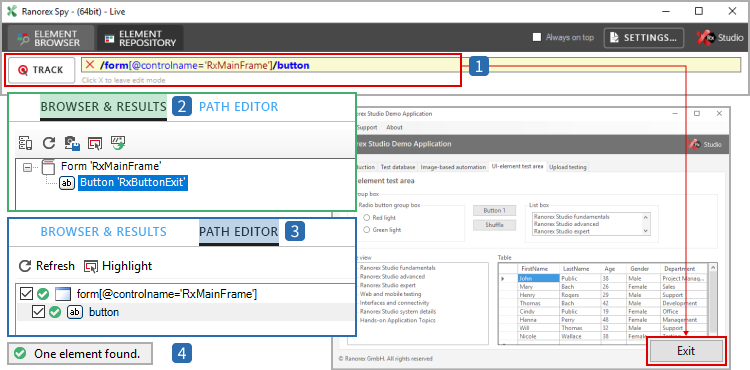 Ranorex Spy - (64bit) - Live
ELEMENT BROWSER
ELEMENT REPOSITORY
Always on top
SETTINGS...
Rx Studio
TRACK
/form[@controlname='RxMainFrame']/button
1
Click X to leave edit mode
BROWSER & RESULTS
2
PATH EDITOR
Form 'RxMainFrame'
ab Button 'RxButtonExit'
BROWSER & RESULTS
PATH EDITOR
3
Refresh
Highlight
form[@controlname='RxMainFrame']
ab button
One element found.
4
Studio Demo Application
Support
About
rex Studio Demo Application
Studio
duction
Test database
Image-based automation
UI-element test area
Upload testing
element test area
roup box
Radio button group box
Red light
Green light
Button 1
Shuffle
List box
Ranorex Studio fundamentals
Ranorex Studio advanced
Ranorex Studio expert
e view
Ranorex Studio fundamentals
Ranorex Studio advanced
Ranorex Studio expert
Web and mobile testing
Interfaces and connectivity
Ranorex Studio system details
Hands-on Application Topics
Table
FirstName LastName Age Gender Department
John Public 38 Male Project Manag...
Mary Bach 26 Female Sales
Henry Rogers 29 Male Support
Thomas Bach 42 Male Development
Cindy Public 19 Female Office
Hanna Perry 48 Female Management
Will Thomas 32 Male Support
Nicole Wallace 38 Female
© Ranorex GmbH. All rights reserved
Exit